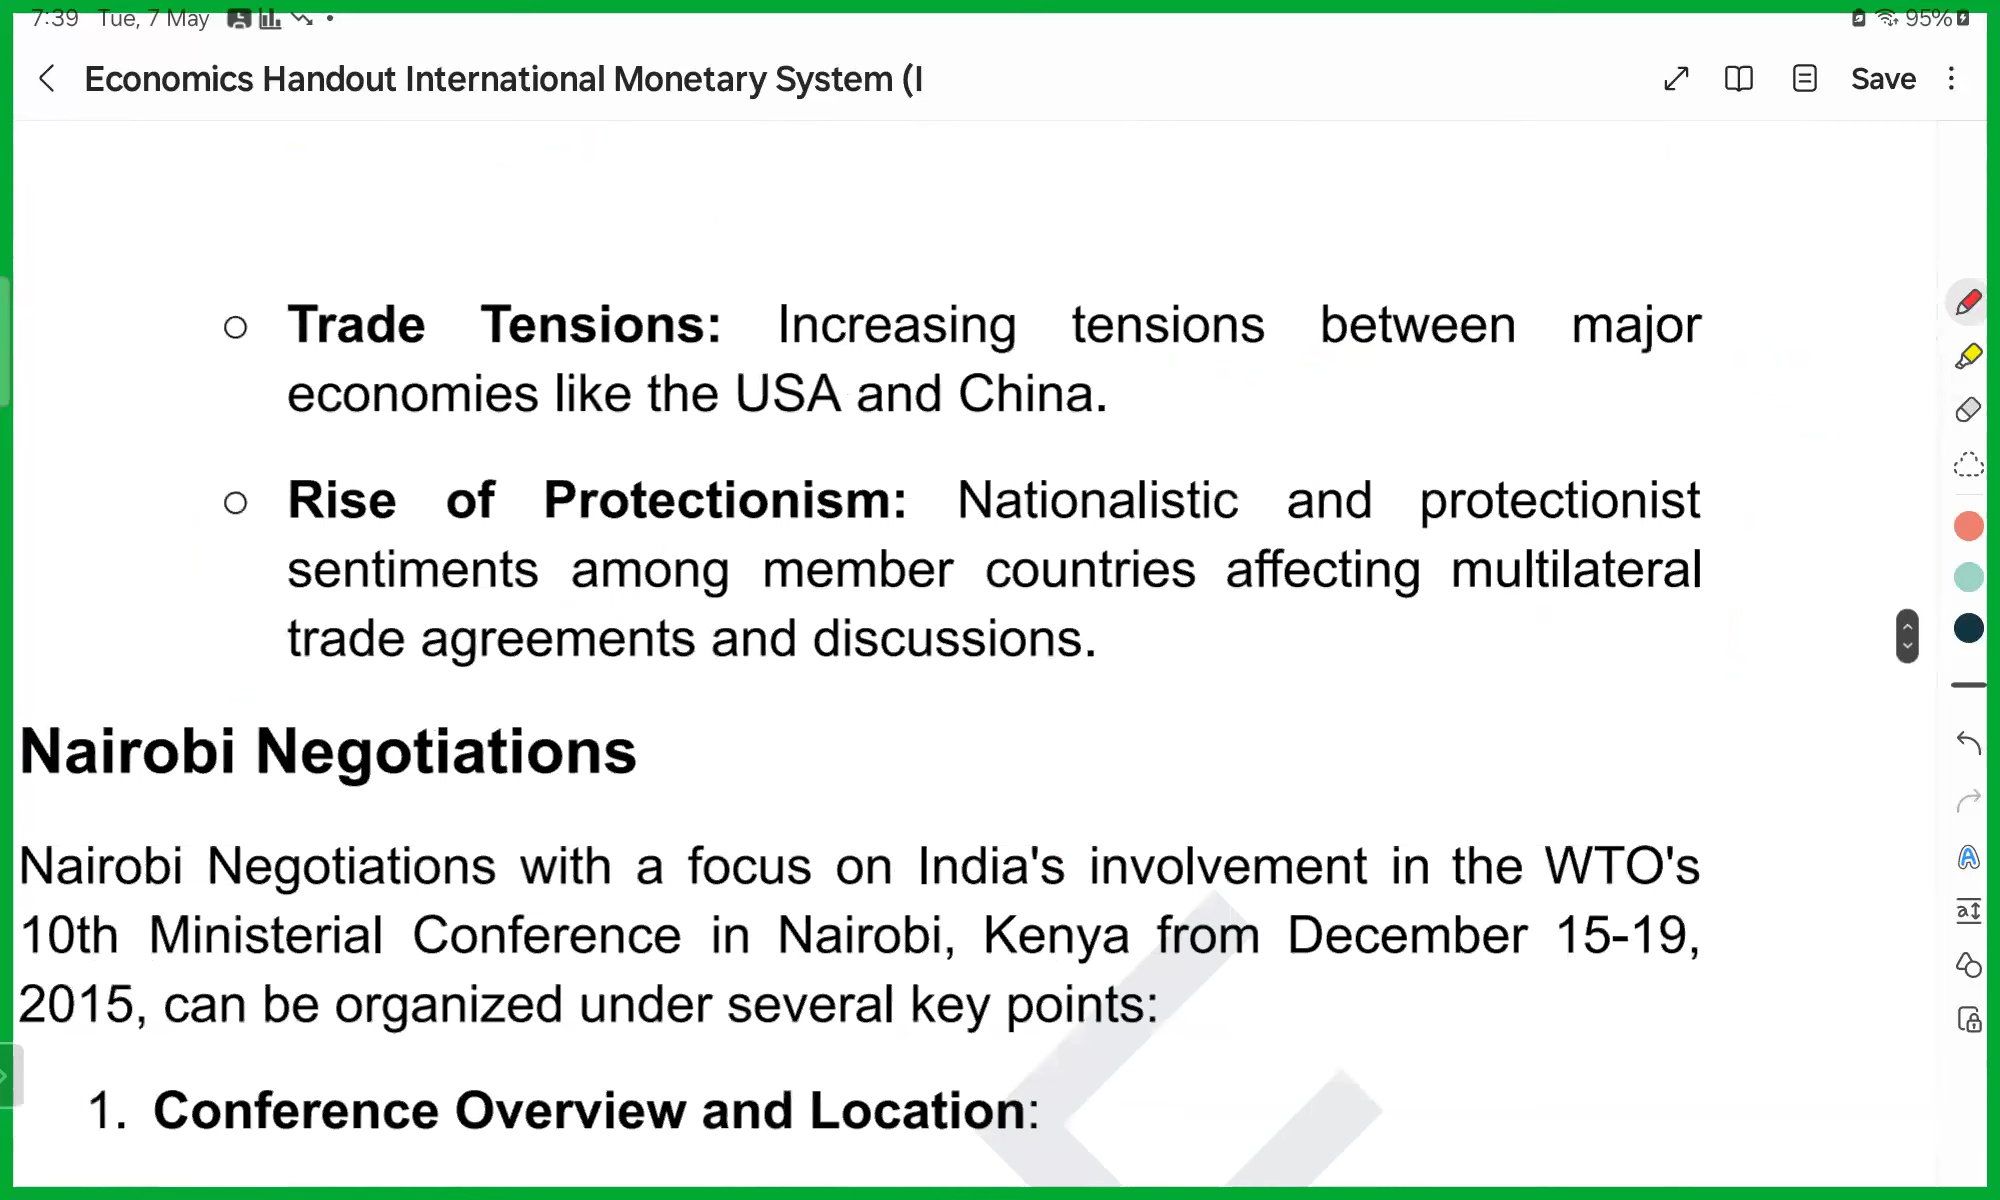 7:39 Tue, 7 May
95%
Economics Handout International Monetary System (I
Save
○ Trade Tensions: Increasing tensions between major
economies like the USA and China.
○ Rise of Protectionism: Nationalistic and protectionist
sentiments among member countries affecting multilateral
trade agreements and discussions.
Nairobi Negotiations
Nairobi Negotiations with a focus on India's involvement in the WTO's
10th Ministerial Conference in Nairobi, Kenya from December 15-19,
2015, can be organized under several key points:
1. Conference Overview and Location: